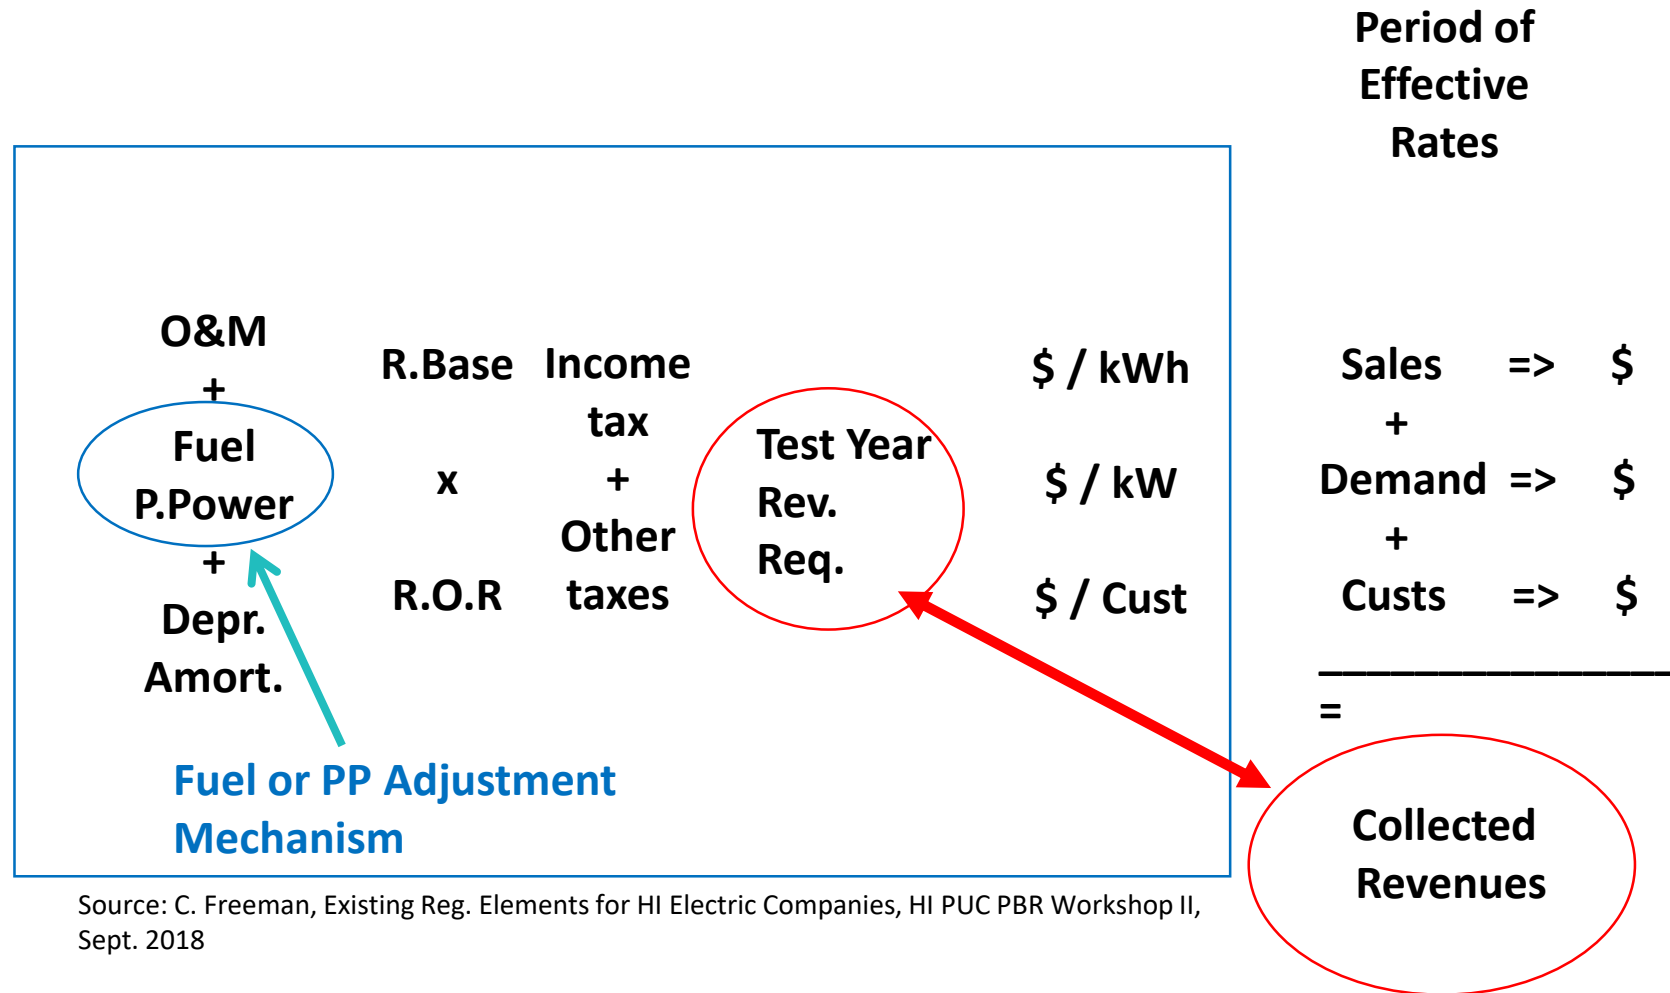 Period of
Effective
Rates
O&M
+
Fuel
P.Power
+
Depr.
Amort.
R.Base
x
R.O.R
Income
tax
+
Other
taxes
Test Year
Rev.
Req.
$ / kWh
$ / kW
$ / Cust
Sales => $
+
Demand => $
+
Custs => $
=
Collected
Revenues
Fuel or PP Adjustment
Mechanism
Source: C. Freeman, Existing Reg. Elements for HI Electric Companies, HI PUC PBR Workshop II,
Sept. 2018